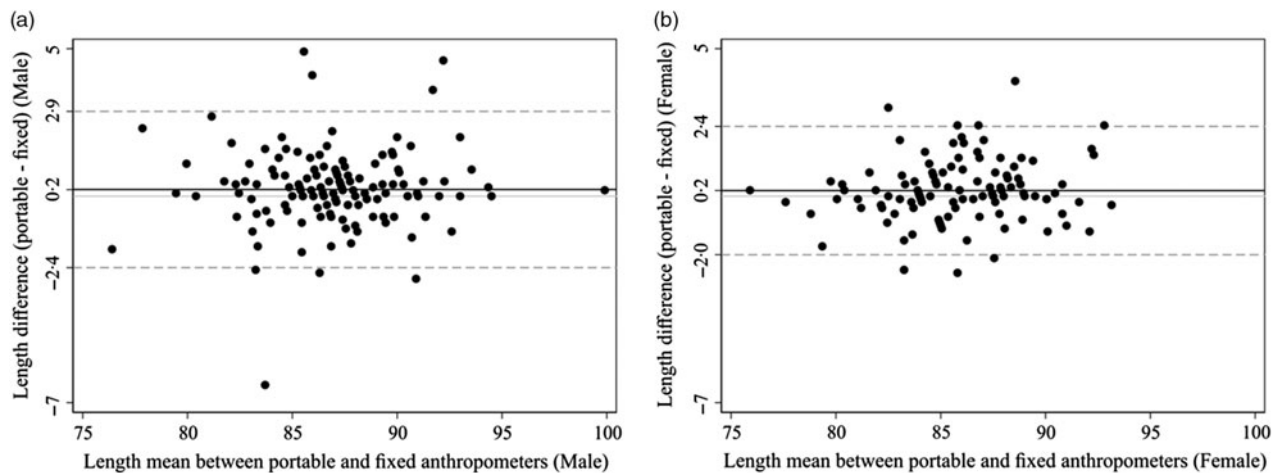 (a)
Length difference (portable - fixed) (Male)
5
2·9
0·2
−2·4
−7
75 80 85 90 95 100
Length mean between portable and fixed anthropometers (Male)
(b)
Length difference (portable - fixed) (Female)
5
2·4
0·2
−2·0
−7
75 80 85 90 95 100
Length mean between portable and fixed anthropometers (Female)